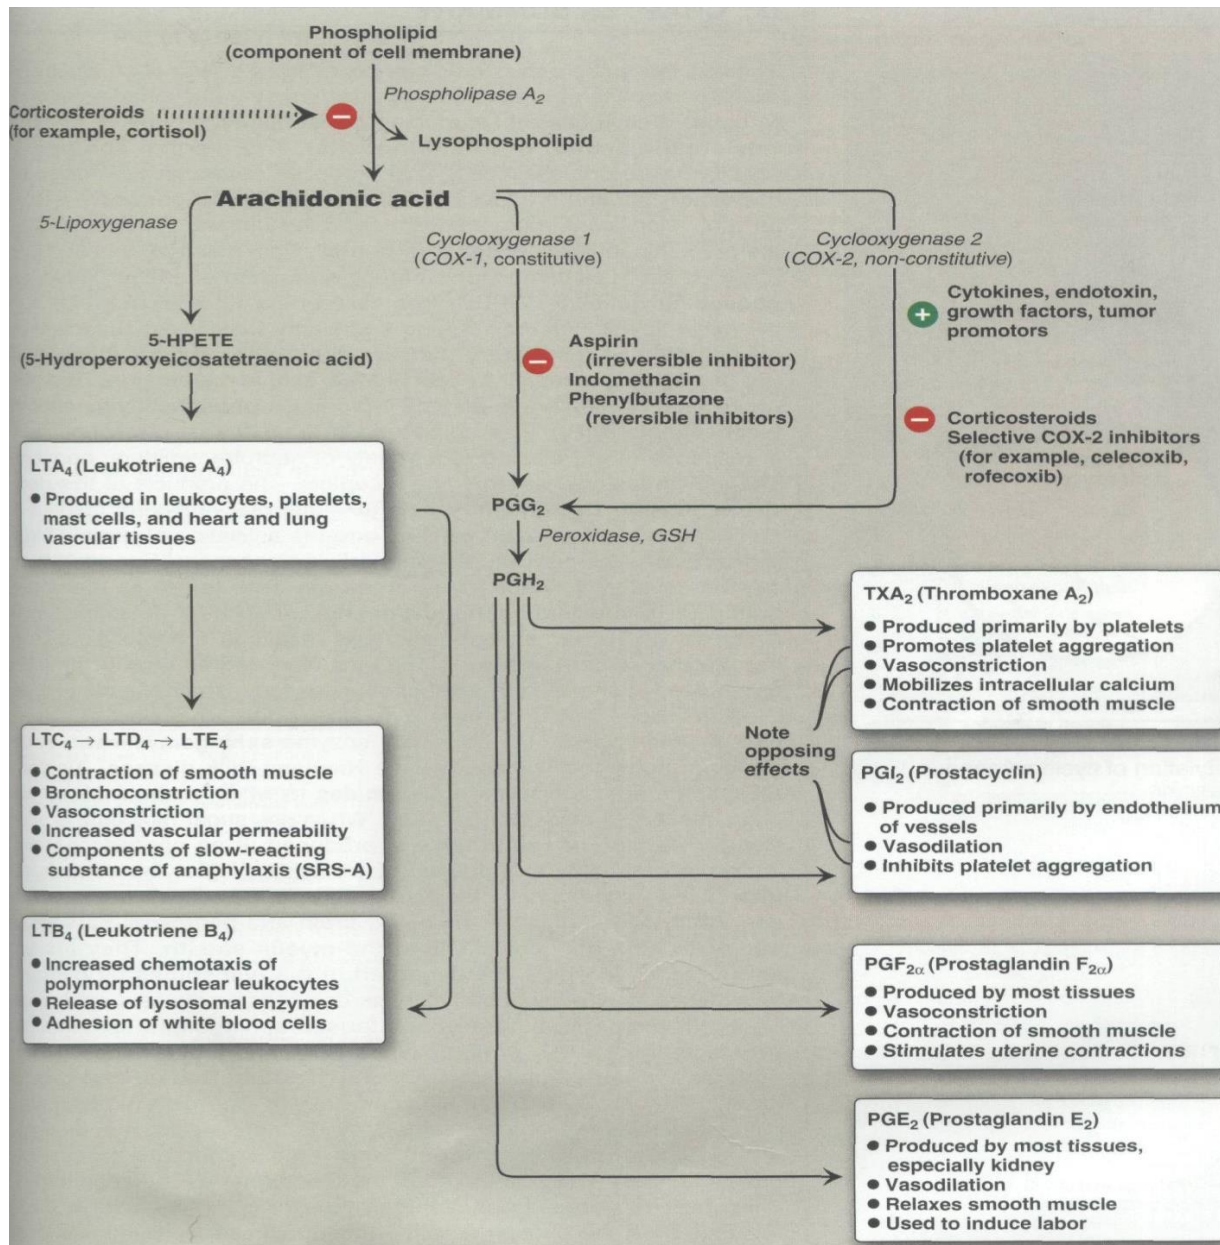 Phospholipid
(component of cell membrane)
Phospholipase A₂
Corticosteroids
(for example, cortisol)
Lysophospholipid
Arachidonic acid
5-Lipoxygenase
Cyclooxygenase 1
(COX-1, constitutive)
Cyclooxygenase 2
(COX-2, non-constitutive)
Cytokines, endotoxin,
growth factors, tumor
promotors
5-HPETE
(5-Hydroperoxyeicosatetraenoic acid)
Aspirin
(irreversible inhibitor)
Indomethacin
Phenylbutazone
(reversible inhibitors)
Corticosteroids
Selective COX-2 inhibitors
(for example, celecoxib,
rofecoxib)
LTA₄ (Leukotriene A₄)
● Produced in leukocytes, platelets,
mast cells, and heart and lung
vascular tissues
PGG₂
Peroxidase, GSH
PGH₂
TXA₂ (Thromboxane A₂)
● Produced primarily by platelets
● Promotes platelet aggregation
● Vasoconstriction
● Mobilizes intracellular calcium
● Contraction of smooth muscle
Note
opposing
effects
LTC₄ → LTD₄ → LTE₄
● Contraction of smooth muscle
● Bronchoconstriction
● Vasoconstriction
● Increased vascular permeability
● Components of slow-reacting
substance of anaphylaxis (SRS-A)
PGI₂ (Prostacyclin)
● Produced primarily by endothelium
of vessels
● Vasodilation
● Inhibits platelet aggregation
LTB₄ (Leukotriene B₄)
● Increased chemotaxis of
polymorphonuclear leukocytes
● Release of lysosomal enzymes
● Adhesion of white blood cells
PGF₂α (Prostaglandin F₂α)
● Produced by most tissues
● Vasoconstriction
● Contraction of smooth muscle
● Stimulates uterine contractions
PGE₂ (Prostaglandin E₂)
● Produced by most tissues,
especially kidney
● Vasodilation
● Relaxes smooth muscle
● Used to induce labor